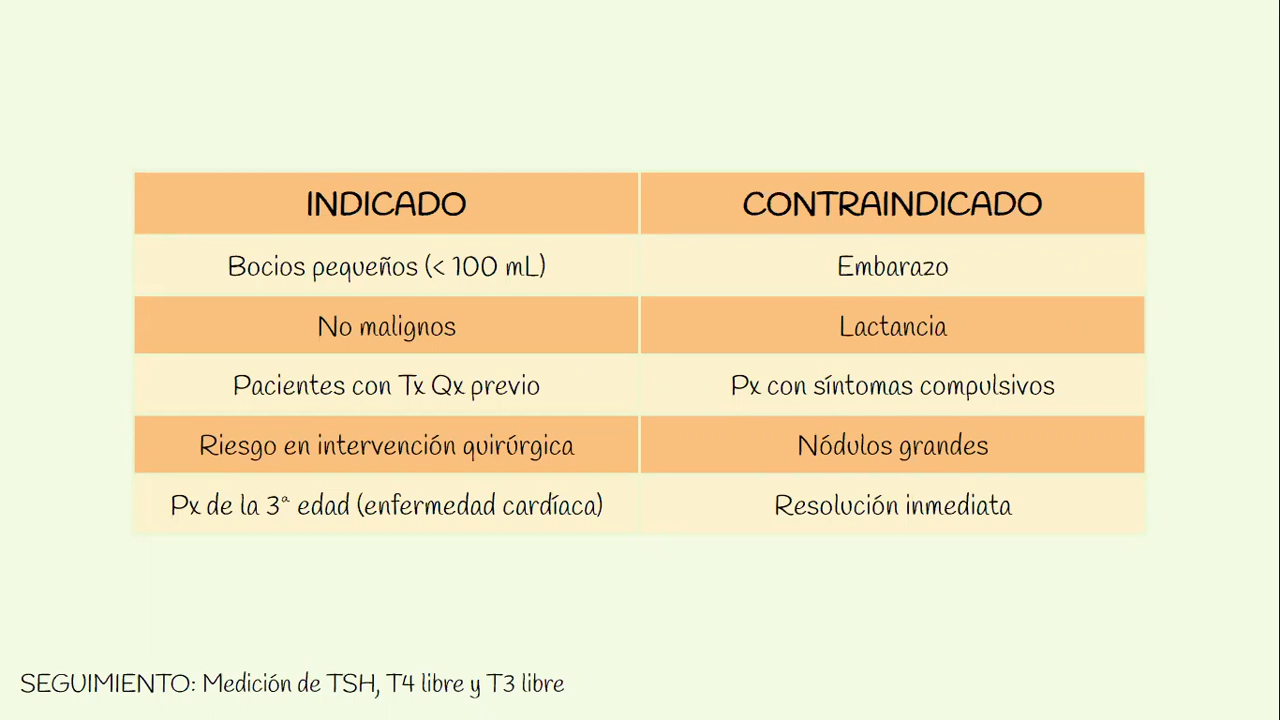 INDICADO
CONTRAINDICADO
Bocios pequeños (< 100 mL)
Embarazo
No malignos
Lactancia
Pacientes con Tx Qx previo
Px con síntomas compulsivos
Riesgo en intervención quirúrgica
Nódulos grandes
Px de la 3ª edad (enfermedad cardíaca)
Resolución inmediata
SEGUIMIENTO: Medición de TSH, T4 libre y T3 libre